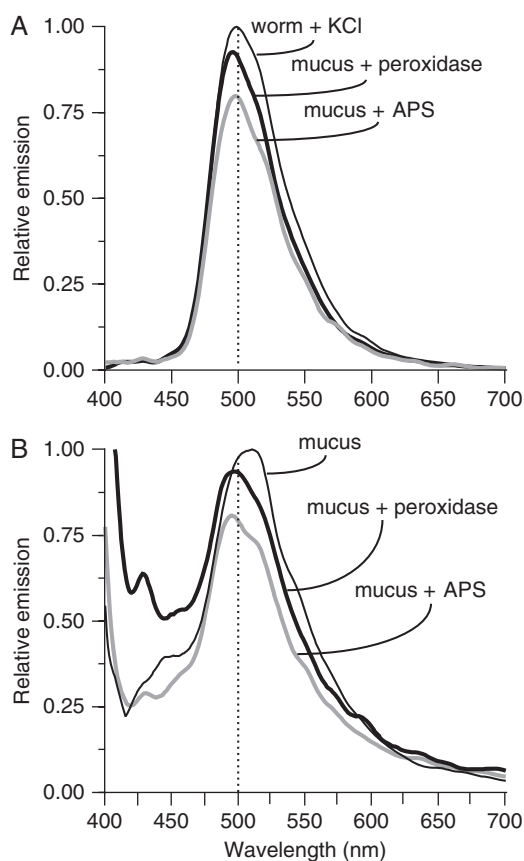 A
Relative emission
1.00
0.75
0.50
0.25
0.00
worm + KCl
mucus + peroxidase
mucus + APS
400 450 500 550 600 650 700
B
Relative emission
1.00
0.75
0.50
0.25
0.00
mucus
mucus + peroxidase
mucus + APS
400 450 500 550 600 650 700
Wavelength (nm)